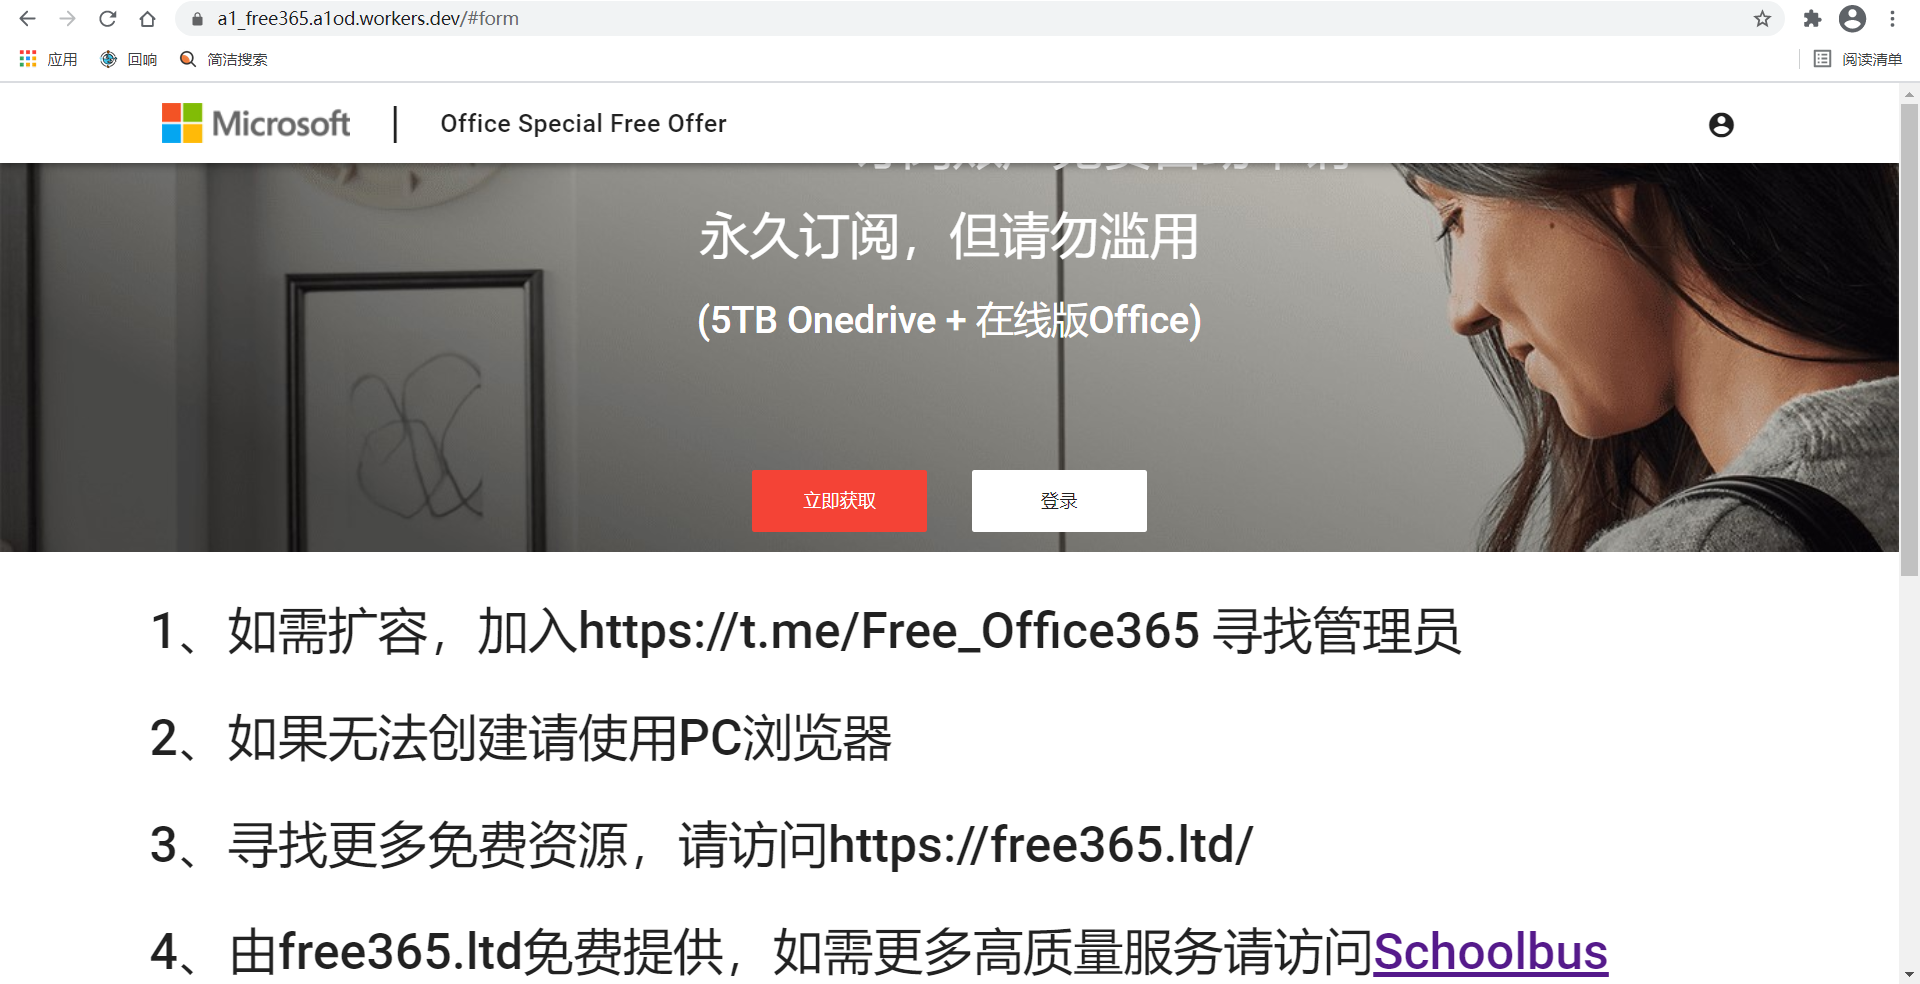 a1_free365.a1od.workers.dev/#form
应用 回响 简洁搜索 阅读清单
Microsoft | Office Special Free Offer
永久订阅，但请勿滥用
(5TB Onedrive + 在线版Office)
立即获取 登录
1、如需扩容，加入https://t.me/Free_Office365 寻找管理员
2、如果无法创建请使用PC浏览器
3、寻找更多免费资源，请访问https://free365.ltd/
4、由free365.ltd免费提供，如需更多高质量服务请访问Schoolbus